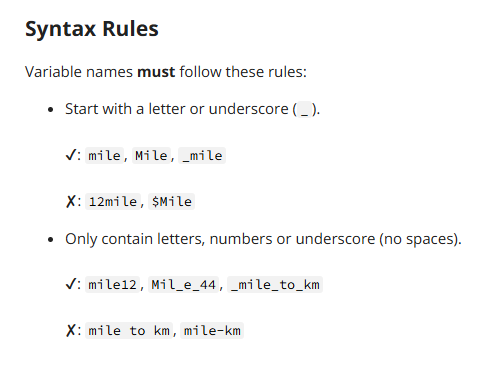 Syntax Rules
Variable names must follow these rules:
• Start with a letter or underscore ( _ ).
✓: mile, Mile, _mile
✗: 12mile, $Mile
• Only contain letters, numbers or underscore (no spaces).
✓: mile12, Mil_e_44, _mile_to_km
✗: mile to km, mile-km